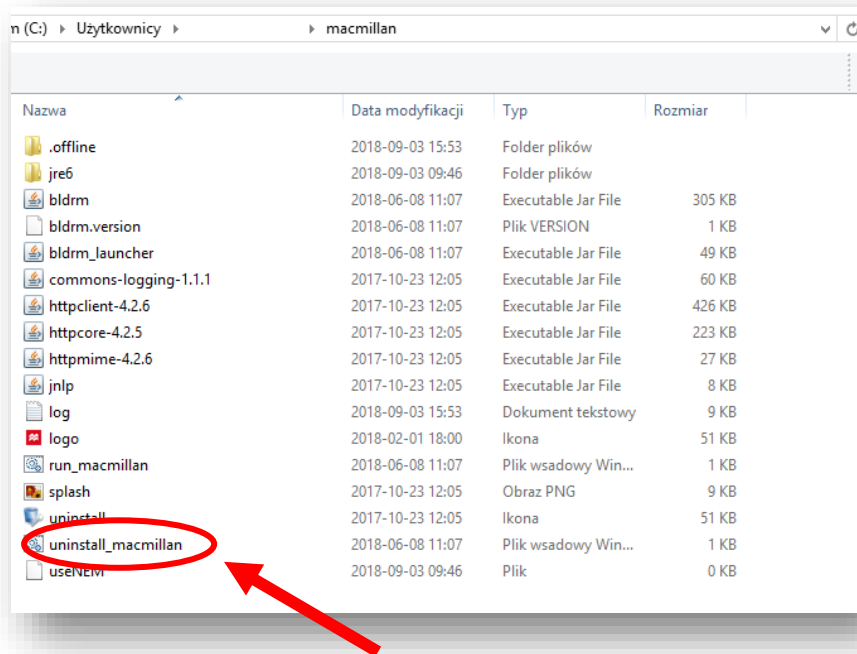 n (C:) Użytkownicy macmillan
Nazwa Data modyfikacji Typ Rozmiar
.offline 2018-09-03 15:53 Folder plików
jre6 2018-09-03 09:46 Folder plików
bldrm 2018-06-08 11:07 Executable Jar File 305 KB
bldrm.version 2018-06-08 11:07 Plik VERSION 1 KB
bldrm_launcher 2018-06-08 11:07 Executable Jar File 49 KB
commons-logging-1.1.1 2017-10-23 12:05 Executable Jar File 60 KB
httpclient-4.2.6 2017-10-23 12:05 Executable Jar File 426 KB
httpcore-4.2.5 2017-10-23 12:05 Executable Jar File 223 KB
httpmime-4.2.6 2017-10-23 12:05 Executable Jar File 27 KB
jnlp 2017-10-23 12:05 Executable Jar File 8 KB
log 2018-09-03 15:53 Dokument tekstowy 9 KB
logo 2018-02-01 18:00 Ikona 51 KB
run_macmillan 2018-06-08 11:07 Plik wsadowy Win... 1 KB
splash 2017-10-23 12:05 Obraz PNG 9 KB
uninstall 2017-10-23 12:05 Ikona 51 KB
uninstall_macmillan 2018-06-08 11:07 Plik wsadowy Win... 1 KB
useNEM 2018-09-03 09:46 Plik 0 KB